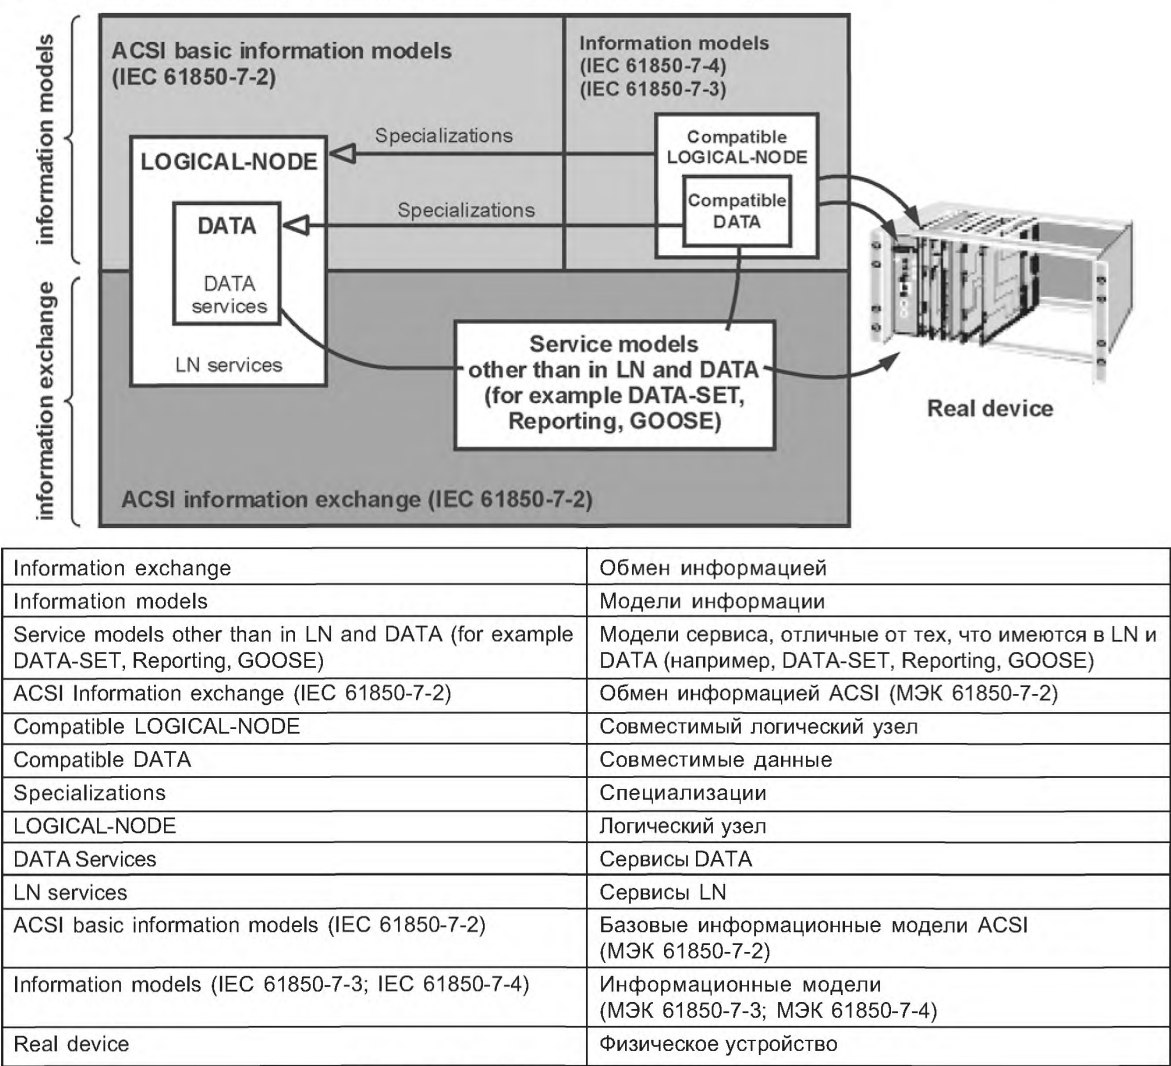 information models
information exchange
ACSI basic information models
(IEC 61850-7-2)
Information models
(IEC 61850-7-4)
(IEC 61850-7-3)
Specializations
Specializations
LOGICAL-NODE
DATA
DATA
services
LN services
Compatible
LOGICAL-NODE
Compatible
DATA
Service models
other than in LN and DATA
(for example DATA-SET,
Reporting, GOOSE)
Real device
ACSI information exchange (IEC 61850-7-2)
Information exchange
Обмен информацией
Information models
Модели информации
Service models other than in LN and DATA (for example
DATA-SET, Reporting, GOOSE)
Модели сервиса, отличные от тех, что имеются в LN и
DATA (например, DATA-SET, Reporting, GOOSE)
ACSI Information exchange (IEC 61850-7-2)
Обмен информацией ACSI (МЭК 61850-7-2)
Compatible LOGICAL-NODE
Совместимый логический узел
Compatible DATA
Совместимые данные
Specializations
Специализации
LOGICAL-NODE
Логический узел
DATA Services
Сервисы DATA
LN services
Сервисы LN
ACSI basic information models (IEC 61850-7-2)
Базовые информационные модели ACSI
(МЭК 61850-7-2)
Information models (IEC 61850-7-3; IEC 61850-7-4)
Информационные модели
(МЭК 61850-7-3; МЭК 61850-7-4)
Real device
Физическое устройство